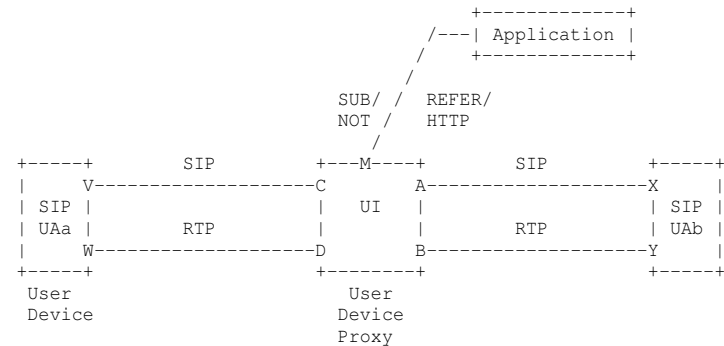 +-------------+
/---| Application |
/ +-------------+
/
SUB/ / REFER/
NOT / HTTP
/
+-----+ SIP +---M----+ SIP +-----+
| V--------------------C A--------------------X |
| SIP | | UI | | SIP |
| UAa | RTP | | RTP | UAb |
| W--------------------D B--------------------Y |
+-----+ +--------+ +-----+
User User
Device Device
Proxy